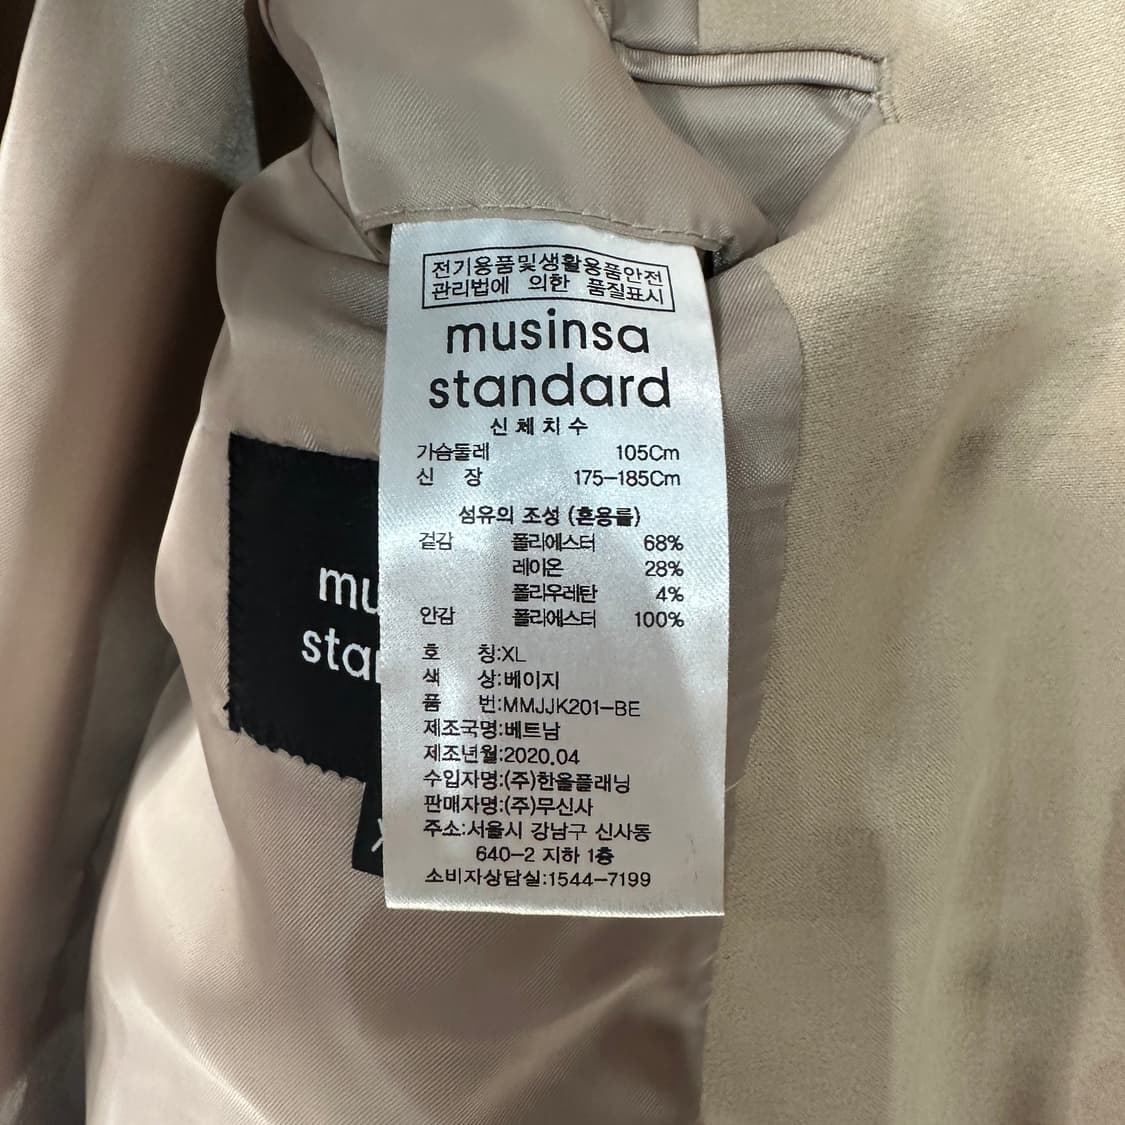 전기용품및생활용품안전
관리법에 의한 품질표시
musinsa
standard
신체치수
가슴둘레 105Cm
신 장 175-185Cm
섬유의 조성 (혼용률)
겉감 폴리에스터 68%
레이온 28%
폴리우레탄 4%
안감 폴리에스터 100%
호 칭:XL
색 상:베이지
품 번:MMJJK201-BE
제조국명:베트남
제조년월:2020.04
수입자명:(주)한올플래닝
판매자명:(주)무신사
주소:서울시 강남구 신사동
640-2 지하 1층
소비자상담실:1544-7199
mu
sta